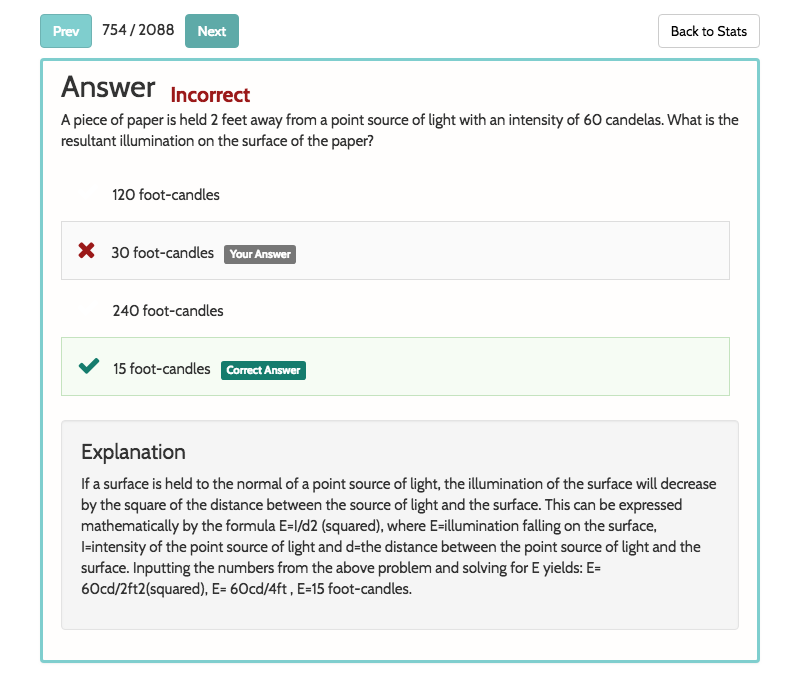 Prev 754 / 2088 Next Back to Stats
Answer Incorrect
A piece of paper is held 2 feet away from a point source of light with an intensity of 60 candelas. What is the
resultant illumination on the surface of the paper?
120 foot-candles
30 foot-candles Your Answer
240 foot-candles
15 foot-candles Correct Answer
Explanation
If a surface is held to the normal of a point source of light, the illumination of the surface will decrease
by the square of the distance between the source of light and the surface. This can be expressed
mathematically by the formula E=I/d2 (squared), where E=illumination falling on the surface,
I=intensity of the point source of light and d=the distance between the point source of light and the
surface. Inputting the numbers from the above problem and solving for E yields: E=
60cd/2ft2(squared), E= 60cd/4ft , E=15 foot-candles.